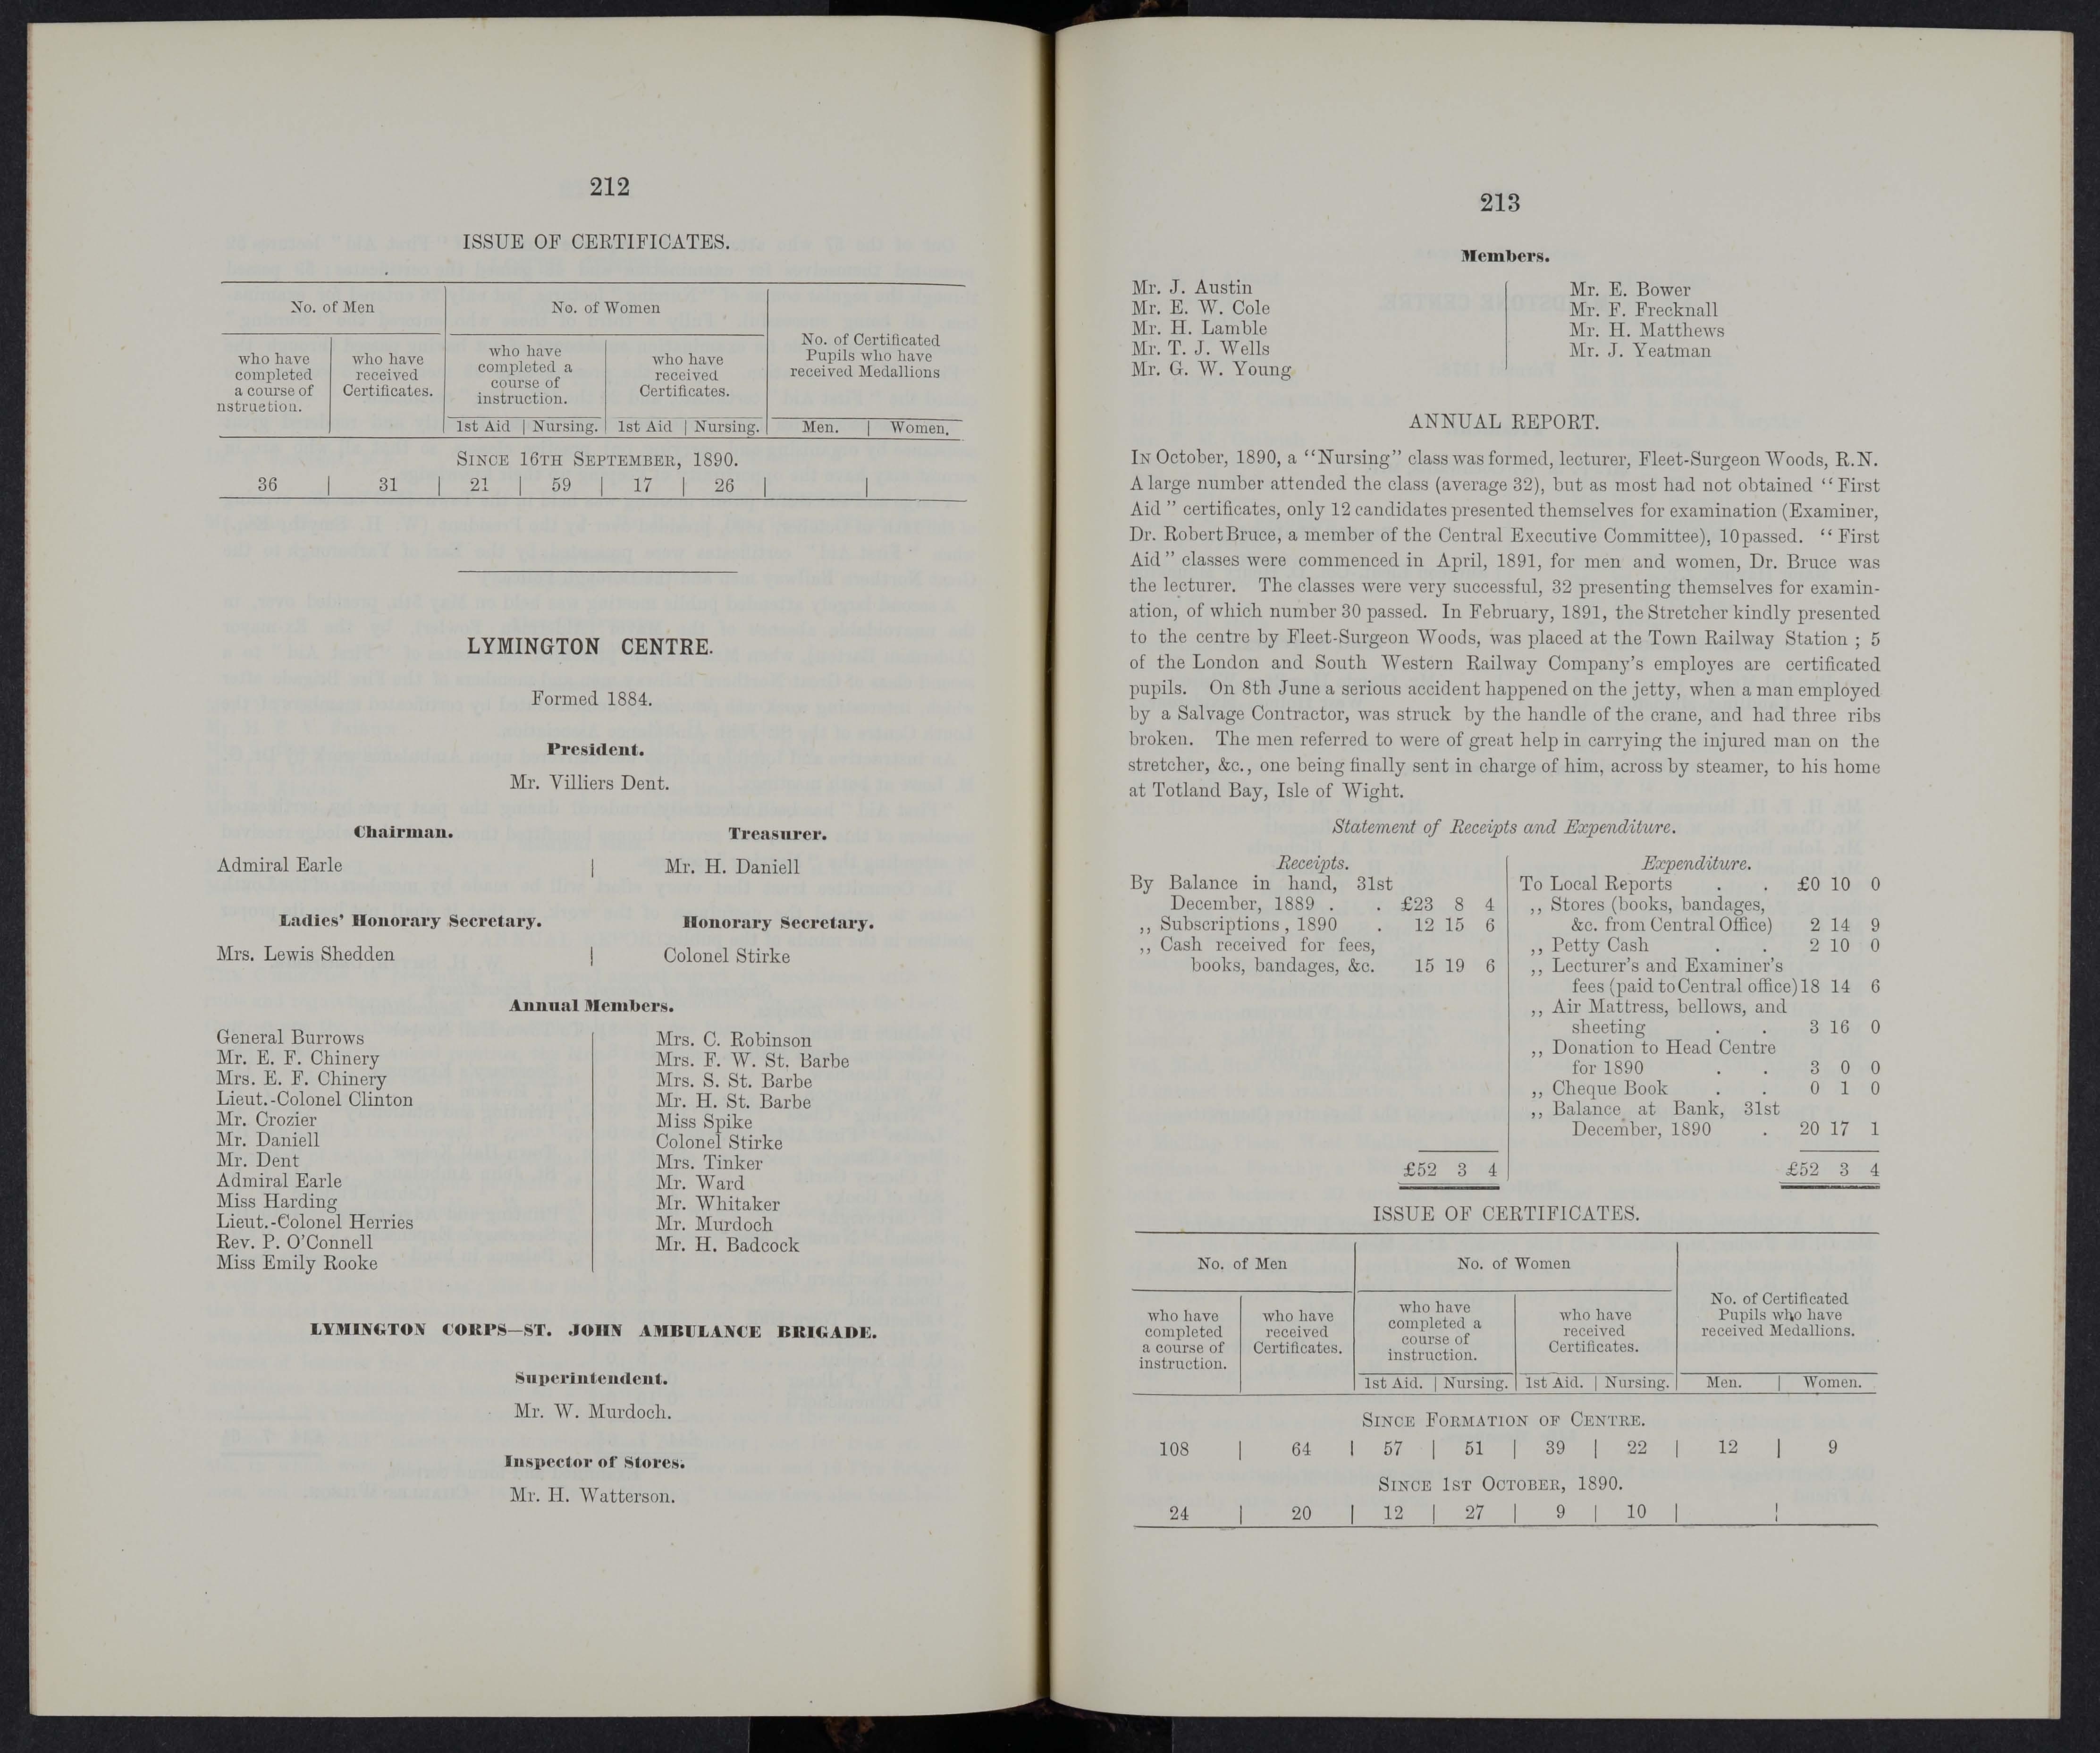 212
ISSUE OF CERTIFICATES.
No. of Men
No. of Women
No. of Certificated
Pupils who have
received Medallions
who have
completed
a course of
nstruction.
who have
received
Certificates.
who have
completed a
course of
instruction.
who have
received
Certificates.
1st Aid | Nursing. 1st Aid | Nursing. Men. | Women.
SINCE 16TH SEPTEMBER, 1890.
36 | 31 | 21 | 59 | 17 | 26 | |
LYMINGTON CENTRE.
Formed 1884.
President.
Mr. Villiers Dent.
Chairman. Treasurer.
Admiral Earle | Mr. H. Daniell
Ladies' Honorary Secretary. Honorary Secretary.
Mrs. Lewis Shedden | Colonel Stirke
Annual Members.
General Burrows
Mr. E. F. Chinery
Mrs. E. F. Chinery
Lieut.-Colonel Clinton
Mr. Crozier
Mr. Daniell
Mr. Dent
Admiral Earle
Miss Harding
Lieut.-Colonel Herries
Rev. P. O'Connell
Miss Emily Rooke
Mrs. C. Robinson
Mrs. F. W. St. Barbe
Mrs. S. St. Barbe
Mr. H. St. Barbe
Miss Spike
Colonel Stirke
Mrs. Tinker
Mr. Ward
Mr. Whitaker
Mr. Murdoch
Mr. H. Badcock
LYMINGTON CORPS—ST. JOHN AMBULANCE BRIGADE.
Superintendent.
Mr. W. Murdoch.
Inspector of Stores.
Mr. H. Watterson.
213
Members.
Mr. J. Austin
Mr. E. W. Cole
Mr. H. Lamble
Mr. T. J. Wells
Mr. G. W. Young
Mr. E. Bower
Mr. F. Frecknall
Mr. H. Matthews
Mr. J. Yeatman
ANNUAL REPORT.
IN October, 1890, a "Nursing" class was formed, lecturer, Fleet-Surgeon Woods, R.N.
A large number attended the class (average 32), but as most had not obtained "First
Aid" certificates, only 12 candidates presented themselves for examination (Examiner,
Dr. Robert Bruce, a member of the Central Executive Committee), 10 passed. "First
Aid" classes were commenced in April, 1891, for men and women, Dr. Bruce was
the lecturer. The classes were very successful, 32 presenting themselves for examin-
ation, of which number 30 passed. In February, 1891, the Stretcher kindly presented
to the centre by Fleet-Surgeon Woods, was placed at the Town Railway Station ; 5
of the London and South Western Railway Company's employes are certificated
pupils. On 8th June a serious accident happened on the jetty, when a man employed
by a Salvage Contractor, was struck by the handle of the crane, and had three ribs
broken. The men referred to were of great help in carrying the injured man on the
stretcher, &c., one being finally sent in charge of him, across by steamer, to his home
at Totland Bay, Isle of Wight.
Statement of Receipts and Expenditure.
Receipts.
By Balance in hand, 31st
December, 1889 . . £23 8 4
,, Subscriptions, 1890 . 12 15 6
,, Cash received for fees,
books, bandages, &c. 15 19 6
£52 3 4
Expenditure.
To Local Reports . . £0 10 0
,, Stores (books, bandages,
&c. from Central Office) 2 14 9
,, Petty Cash . . 2 10 0
,, Lecturer's and Examiner's
fees (paid to Central office) 18 14 6
,, Air Mattress, bellows, and
sheeting . . 3 16 0
,, Donation to Head Centre
for 1890 . . 3 0 0
,, Cheque Book . . 0 1 0
,, Balance at Bank, 31st
December, 1890 . 20 17 1
£52 3 4
ISSUE OF CERTIFICATES.
No. of Men
No. of Women
No. of Certificated
Pupils who have
received Medallions.
who have
completed
a course of
instruction.
who have
received
Certificates.
who have
completed a
course of
instruction.
who have
received
Certificates.
1st Aid. | Nursing. 1st Aid. | Nursing. Men. | Women.
SINCE FORMATION OF CENTRE.
108 | 64 | 57 | 51 | 39 | 22 | 12 | 9
SINCE 1ST OCTOBER, 1890.
24 | 20 | 12 | 27 | 9 | 10 | |